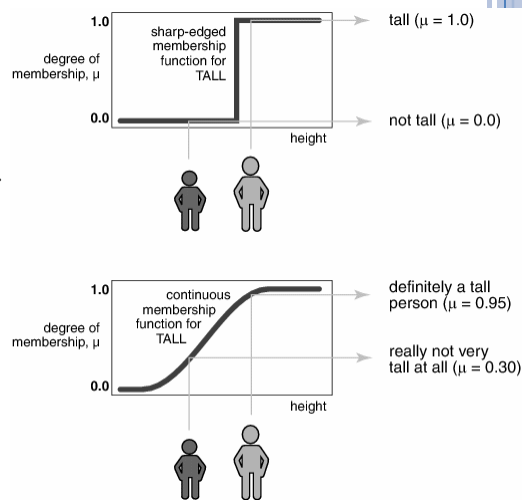 1.0
sharp-edged
membership
function for
TALL
degree of
membership, μ
0.0
height
tall (μ = 1.0)
not tall (μ = 0.0)
1.0
continuous
membership
function for
TALL
degree of
membership, μ
0.0
height
definitely a tall
person (μ = 0.95)
really not very
tall at all (μ = 0.30)